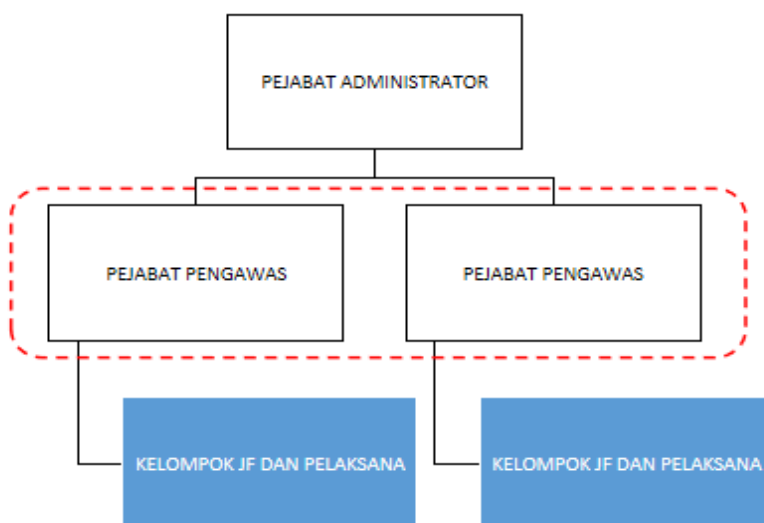 PEJABAT ADMINISTRATOR
PEJABAT PENGAWAS
PEJABAT PENGAWAS
KELOMPOK JF DAN PELAKSANA
KELOMPOK JF DAN PELAKSANA